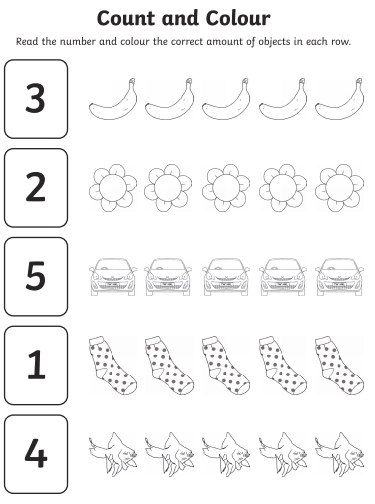 Count and Colour
Read the number and colour the correct amount of objects in each row.
3
2
5
1
4